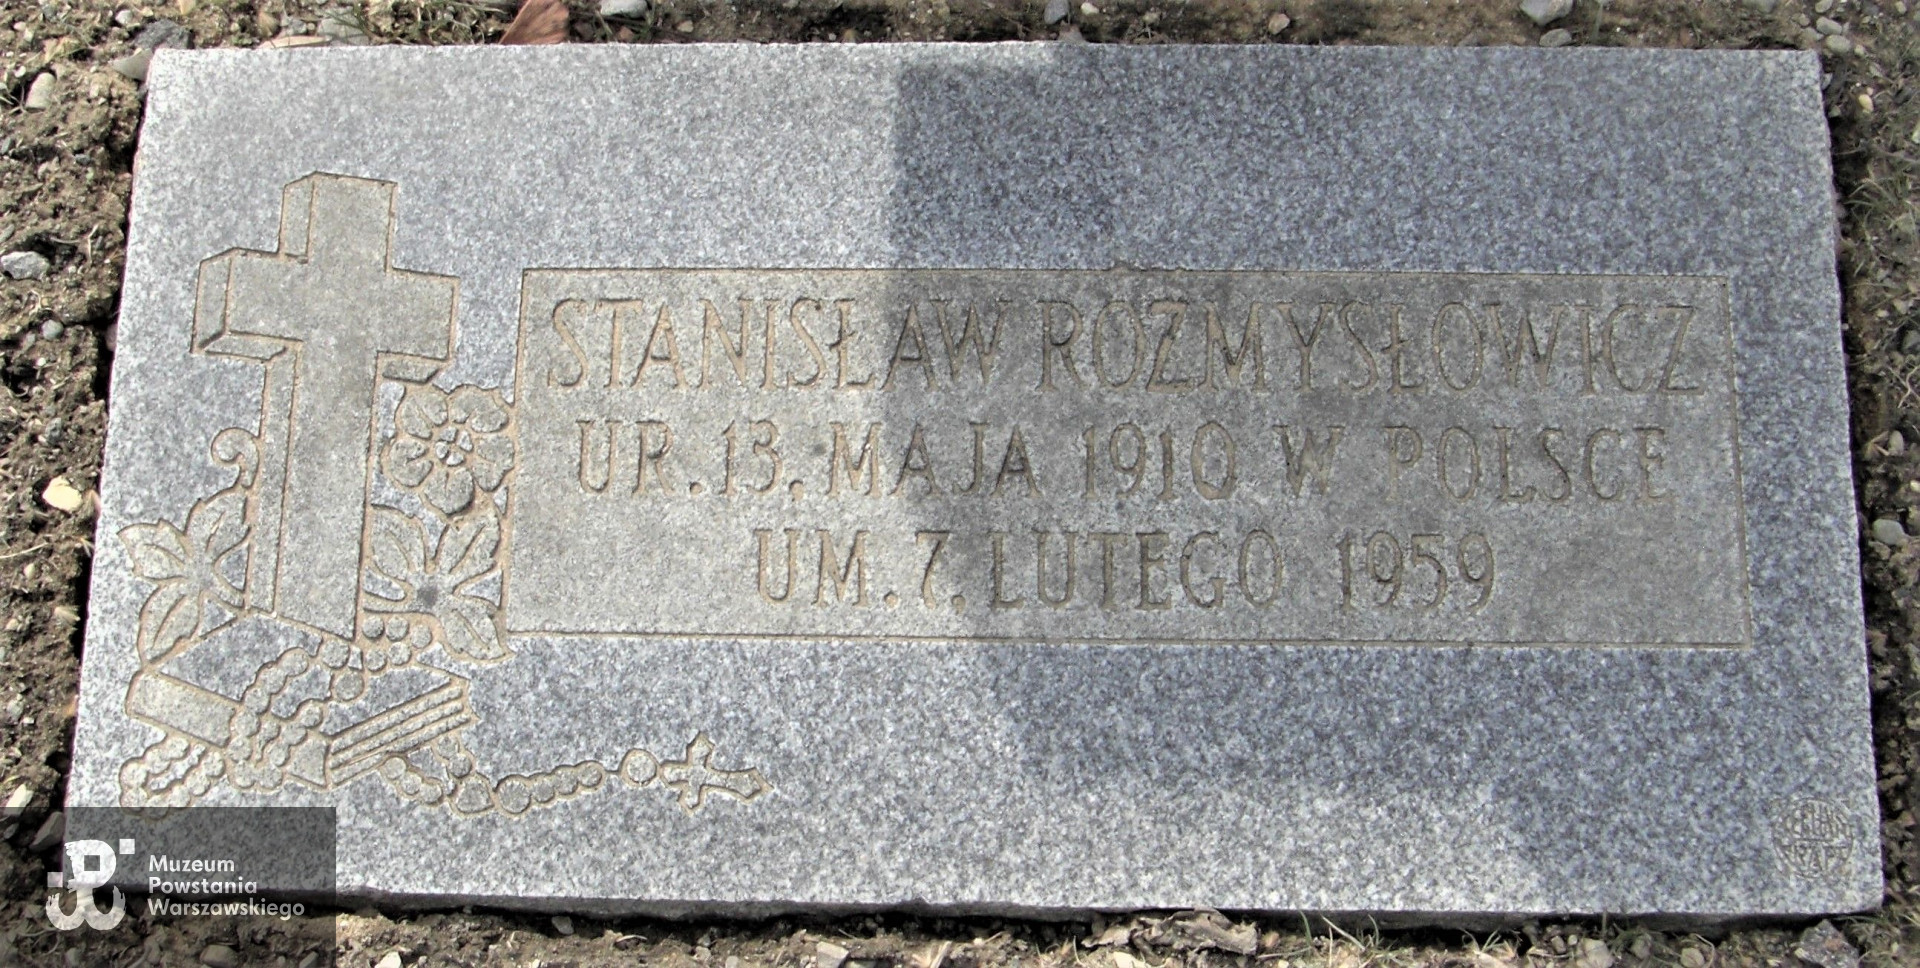 STANISŁAW ROZMYSŁOWICZ
UR. 13. MAJA 1910 W POLSCE
UM. 7. LUTEGO 1959
Muzeum
Powstania
Warszawskiego